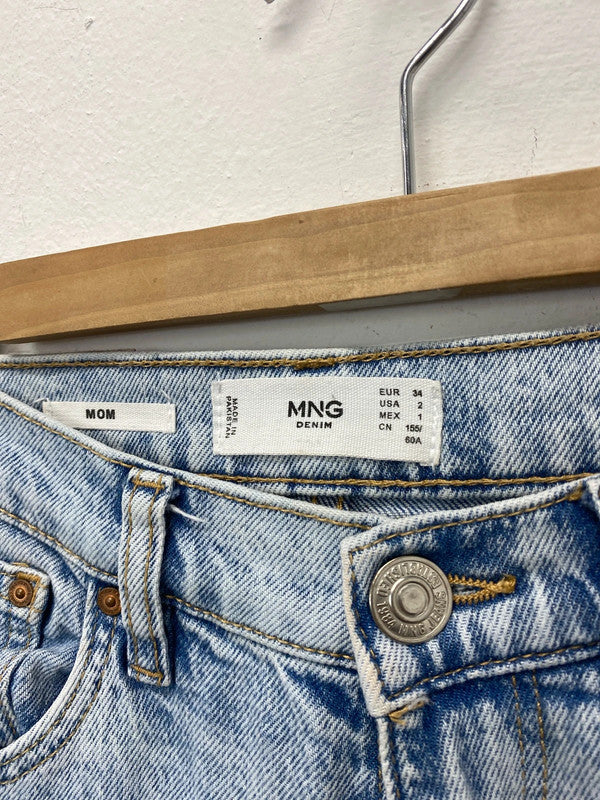 MOM
MADE IN
PAKISTAN
MNG
DENIM
EUR 34
USA 2
MEX 1
CN 155/
60A